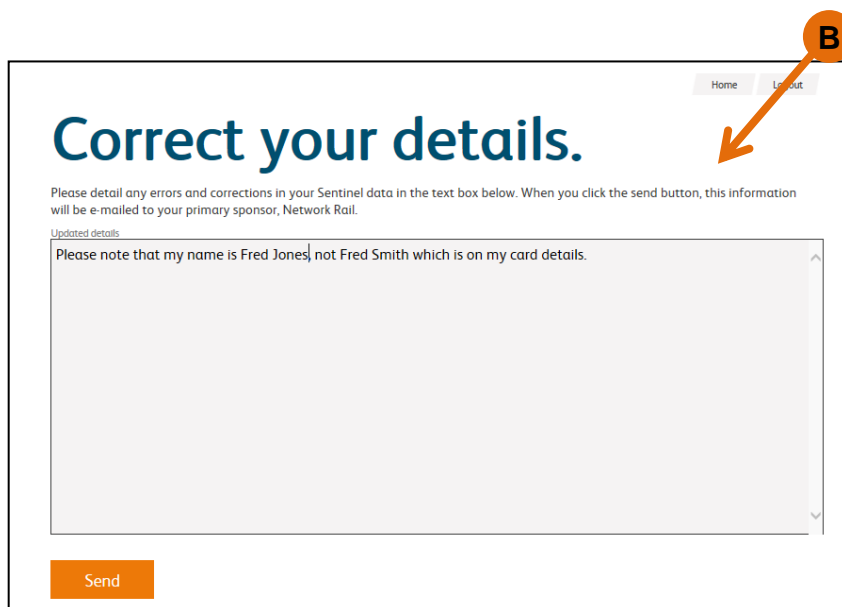 B
Home Logout
Correct your details.
Please detail any errors and corrections in your Sentinel data in the text box below. When you click the send button, this information
will be e-mailed to your primary sponsor, Network Rail.
Updated details
Please note that my name is Fred Jones, not Fred Smith which is on my card details.
Send